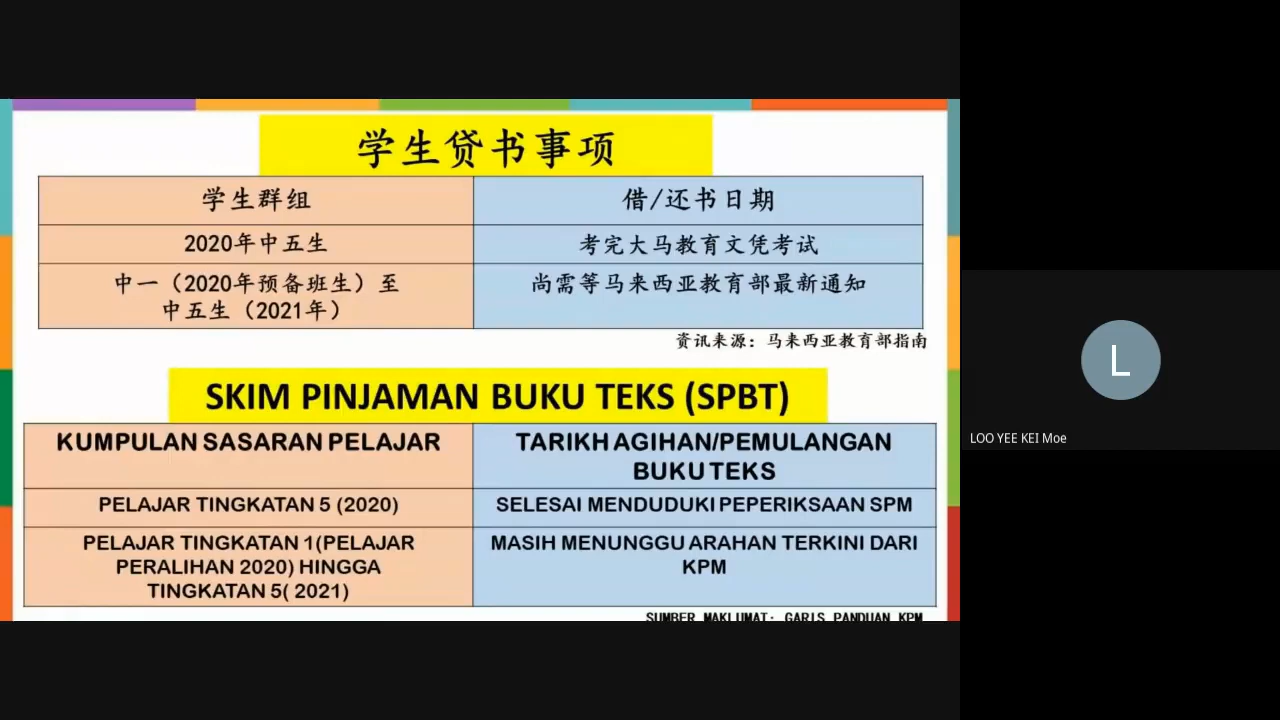 学生贷书事项
学生群组
借/还书日期
2020年中五生
考完大马教育文凭考试
中一（2020年预备班生）至
中五生（2021年）
尚需等马来西亚教育部最新通知
资讯来源：马来西亚教育部指南
SKIM PINJAMAN BUKU TEKS (SPBT)
KUMPULAN SASARAN PELAJAR
TARIKH AGIHAN/PEMULANGAN
BUKU TEKS
PELAJAR TINGKATAN 5 (2020)
SELESAI MENDUDUKI PEPERIKSAAN SPM
PELAJAR TINGKATAN 1(PELAJAR
PERALIHAN 2020) HINGGA
TINGKATAN 5( 2021)
MASIH MENUNGGU ARAHAN TERKINI DARI
KPM
SUMBER MAKLUMAT: GARIS PANDUAN KPM
L
LOO YEE KEI Moe